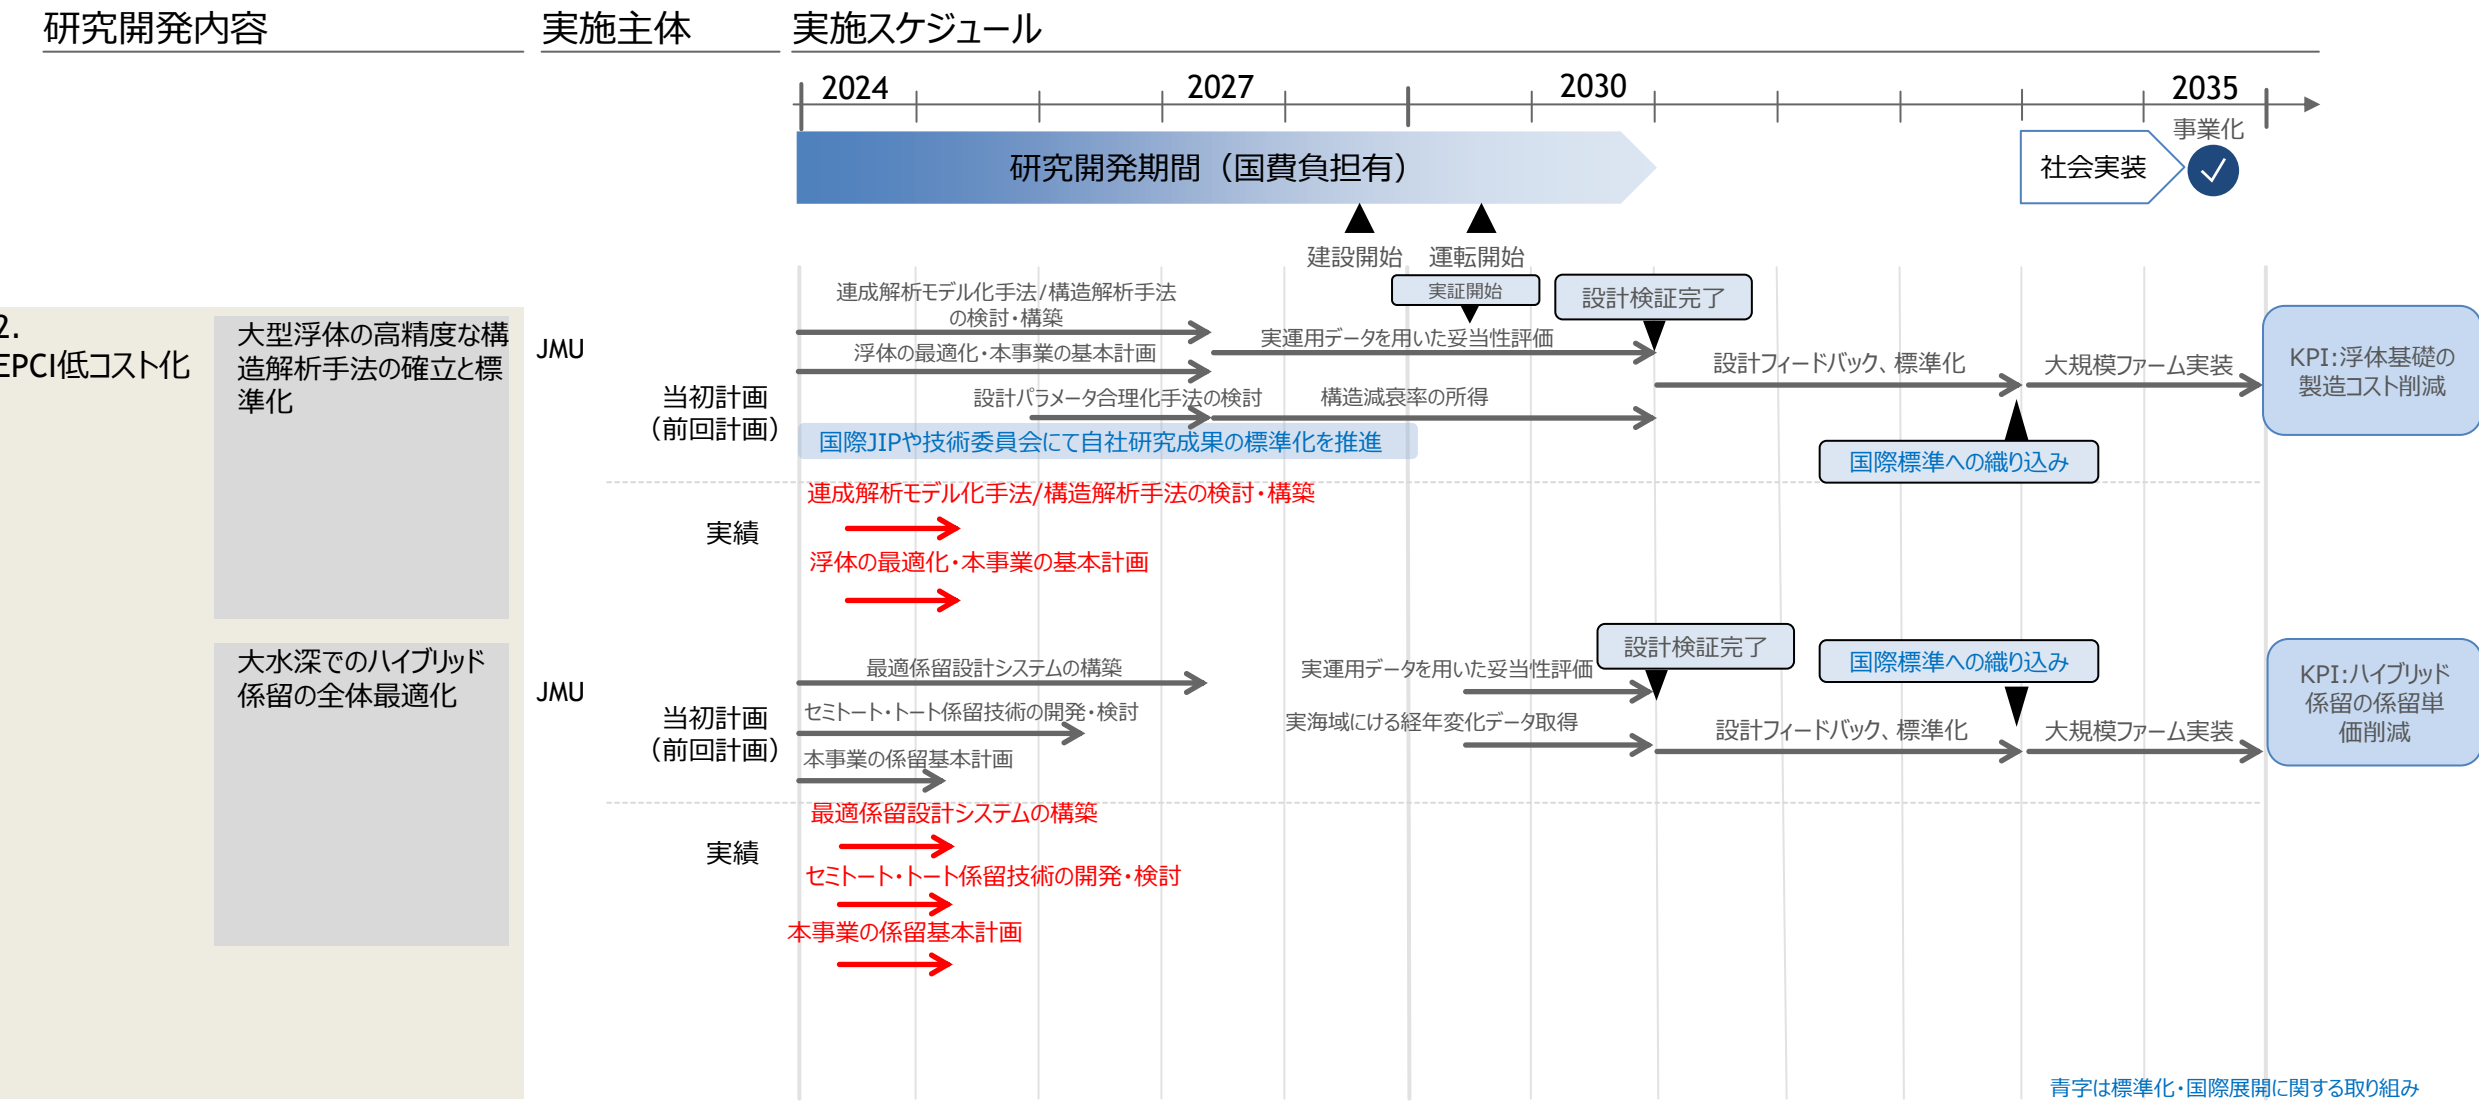 研究開発内容
実施主体
実施スケジュール
2024
2027
2030
2035
事業化
研究開発期間（国費負担有）
社会実装
建設開始
運転開始
2.
EPCI低コスト化
大型浮体の高精度な構
造解析手法の確立と標
準化
JMU
当初計画
（前回計画）
連成解析モデル化手法/構造解析手法
の検討・構築
浮体の最適化・本事業の基本計画
設計パラメータ合理化手法の検討
国際JIPや技術委員会にて自社研究成果の標準化を推進
実証開始
設計検証完了
実運用データを用いた妥当性評価
構造減衰率の所得
設計フィードバック、標準化
大規模ファーム実装
国際標準への織り込み
KPI:浮体基礎の
製造コスト削減
実績
連成解析モデル化手法/構造解析手法の検討・構築
浮体の最適化・本事業の基本計画
大水深でのハイブリッド
係留の全体最適化
JMU
当初計画
（前回計画）
最適係留設計システムの構築
セミトート・トート係留技術の開発・検討
本事業の係留基本計画
実運用データを用いた妥当性評価
実海域にける経年変化データ取得
設計検証完了
国際標準への織り込み
設計フィードバック、標準化
大規模ファーム実装
KPI:ハイブリッド
係留の係留単
価削減
実績
最適係留設計システムの構築
セミトート・トート係留技術の開発・検討
本事業の係留基本計画
青字は標準化・国際展開に関する取り組み